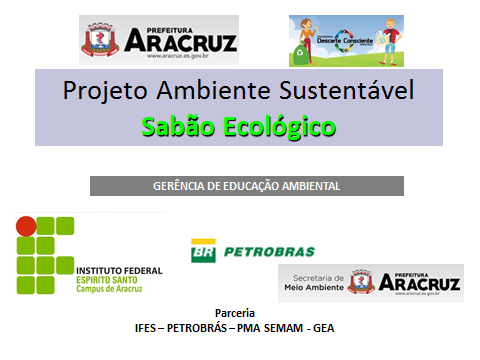 PREFEITURA
ARACRUZ
www.aracruz.es.gov.br
Descarte Consciente
Projeto Ambiente Sustentável
Sabão Ecológico
GERÊNCIA DE EDUCAÇÃO AMBIENTAL
INSTITUTO FEDERAL
ESPIRITO SANTO
Campus de Aracruz
BR PETROBRAS
Secretaria de
Meio Ambiente
PREFEITURA
ARACRUZ
www.aracruz.es.gov.br
Parceria
IFES – PETROBRÁS – PMA SEMAM - GEA